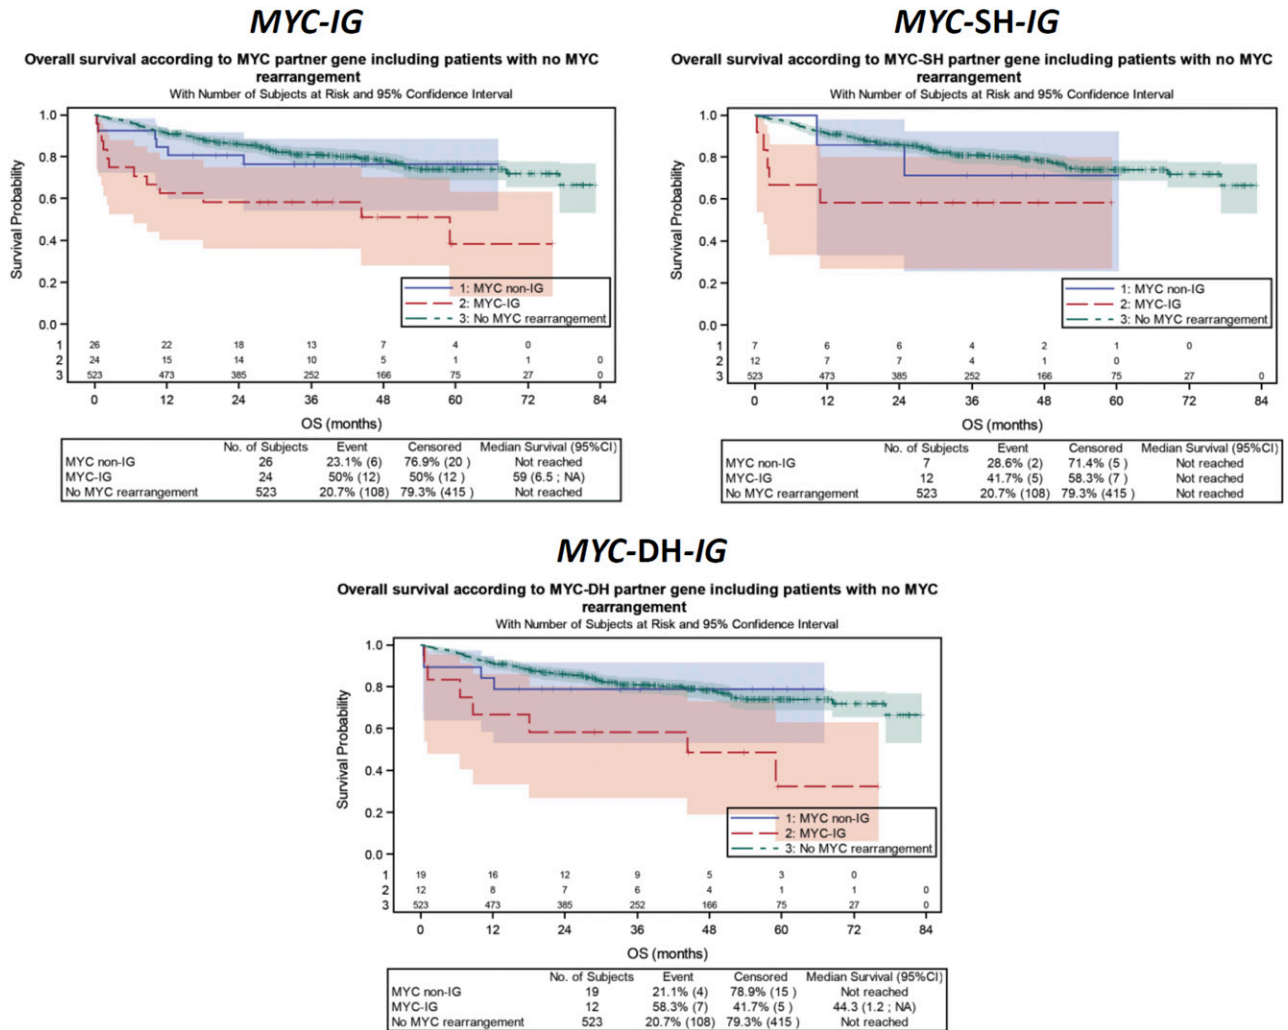 MYC-IG
Overall survival according to MYC partner gene including patients with no MYC
rearrangement
With Number of Subjects at Risk and 95% Confidence Interval
1.0
0.8
0.6
0.4
0.2
0.0
Survival Probability
1: MYC non-IG
2: MYC-IG
3: No MYC rearrangement
1 26 22 18 13 7 4 0
2 24 15 14 10 5 1 1 0
3 523 473 385 252 166 75 27 0
0 12 24 36 48 60 72 84
OS (months)
No. of Subjects Event Censored Median Survival (95%CI)
MYC non-IG 26 23.1% (6) 76.9% (20 ) Not reached
MYC-IG 24 50% (12) 50% (12 ) 59 (6.5 ; NA)
No MYC rearrangement 523 20.7% (108) 79.3% (415 ) Not reached
MYC-SH-IG
Overall survival according to MYC-SH partner gene including patients with no MYC
rearrangement
With Number of Subjects at Risk and 95% Confidence Interval
1.0
0.8
0.6
0.4
0.2
0.0
Survival Probability
1: MYC non-IG
2: MYC-IG
3: No MYC rearrangement
1 7 6 6 4 2 1 0
2 12 7 7 4 1 0
3 523 473 385 252 166 75 27 0
0 12 24 36 48 60 72 84
OS (months)
No. of Subjects Event Censored Median Survival (95%CI)
MYC non-IG 7 28.6% (2) 71.4% (5 ) Not reached
MYC-IG 12 41.7% (5) 58.3% (7 ) Not reached
No MYC rearrangement 523 20.7% (108) 79.3% (415 ) Not reached
MYC-DH-IG
Overall survival according to MYC-DH partner gene including patients with no MYC
rearrangement
With Number of Subjects at Risk and 95% Confidence Interval
1.0
0.8
0.6
0.4
0.2
0.0
Survival Probability
1: MYC non-IG
2: MYC-IG
3: No MYC rearrangement
1 19 16 12 9 5 3 0
2 12 8 7 6 4 1 1 0
3 523 473 385 252 166 75 27 0
0 12 24 36 48 60 72 84
OS (months)
No. of Subjects Event Censored Median Survival (95%CI)
MYC non-IG 19 21.1% (4) 78.9% (15 ) Not reached
MYC-IG 12 58.3% (7) 41.7% (5 ) 44.3 (1.2 ; NA)
No MYC rearrangement 523 20.7% (108) 79.3% (415 ) Not reached